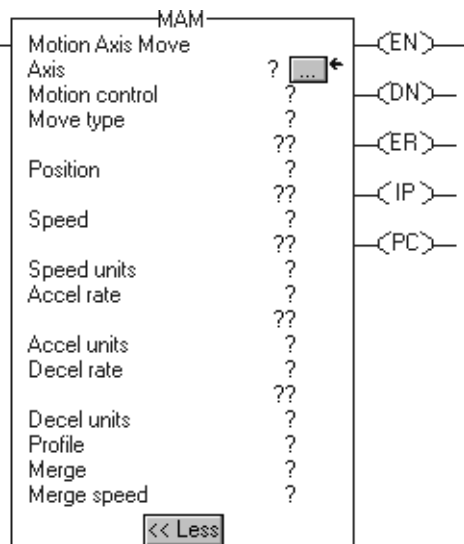 MAM
Motion Axis Move (EN)
Axis ? ...
Motion control ? (DN)
Move type ?
?? (ER)
Position ?
?? (IP)
Speed ?
?? (PC)
Speed units ?
Accel rate ?
??
Accel units ?
Decel rate ?
??
Decel units ?
Profile ?
Merge ?
Merge speed ?
<< Less